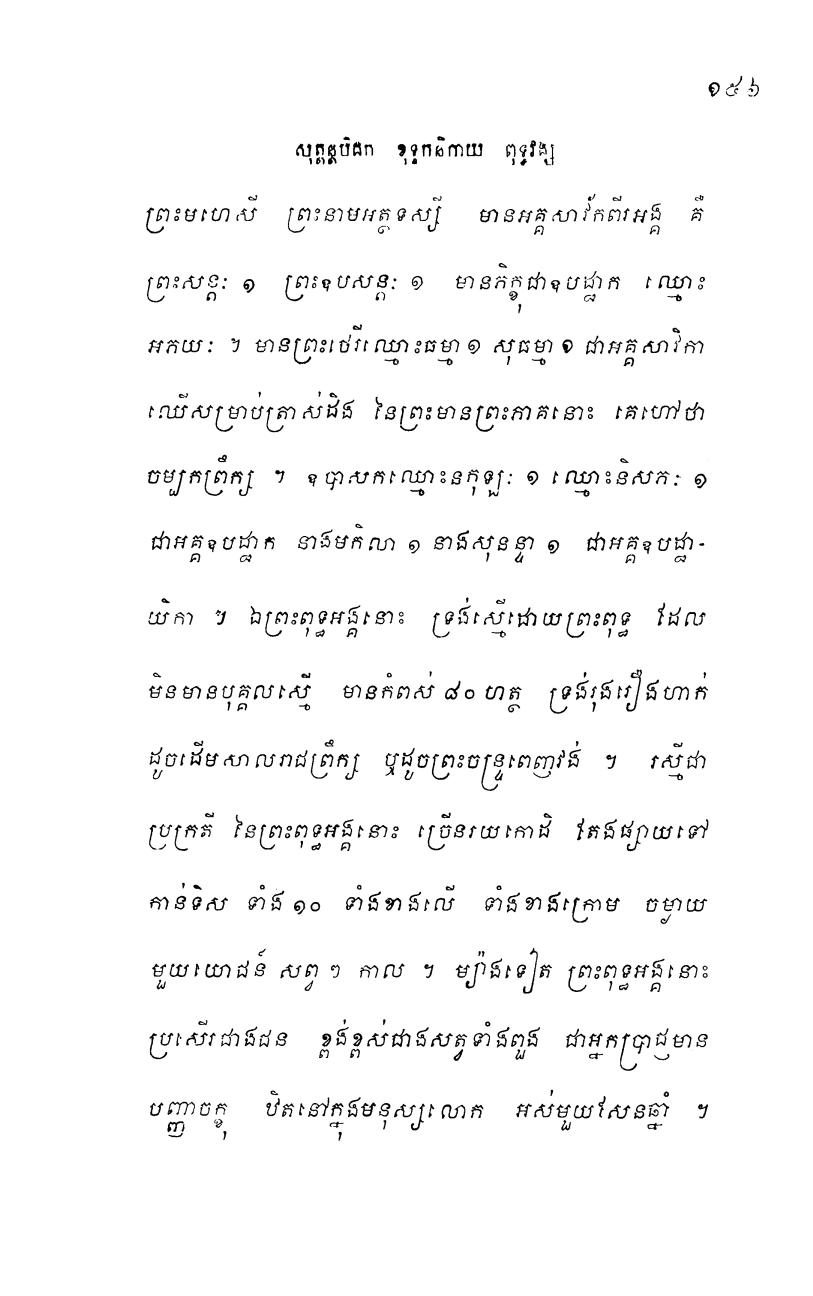 ១៥៦
សុត្តន្តបិដក ខុទ្ទកនិកាយ ពុទ្ធវង្ស
ព្រះមហេសី ព្រះនាមអត្ថទស្សី មានអគ្គសាវ័កពីរអង្គ គឺ
ព្រះសន្តៈ ១ ព្រះឧបសន្តៈ ១ មានភិក្ខុជាឧបដ្ឋាក ឈ្មោះ
អភយៈ ។ មានព្រះថេរីឈ្មោះធម្មា ១ សុធម្មា ១ ជាអគ្គសាវិកា
ឈើសម្រាប់ត្រាស់ដឹង នៃព្រះមានព្រះភាគនោះ គេហៅថា
ចម្បកព្រឹក្ស ។ ឧបាសកឈ្មោះនកុឡៈ ១ ឈ្មោះនិសភៈ ១
ជាអគ្គឧបដ្ឋាក នាងមកិលា ១ នាងសុនន្ទា ១ ជាអគ្គឧបដ្ឋា-
យិកា ។ ឯព្រះពុទ្ធអង្គនោះ ទ្រង់ស្មើដោយព្រះពុទ្ធ ដែល
មិនមានបុគ្គលស្មើ មានកំពស់ ៨០ ហត្ថ ទ្រង់រុងរឿងហាក់
ដូចដើមសាលរាជព្រឹក្ស ឬដូចព្រះចន្ទ្រពេញវង់ ។ រស្មីជា
ប្រក្រតី នៃព្រះពុទ្ធអង្គនោះ ច្រើនរយកោដិ តែងផ្សាយទៅ
កាន់ទិស ទាំង ១០ ទាំងខាងលើ ទាំងខាងក្រោម ចម្ងាយ
មួយយោជន៍ សព្វ ៗ កាល ។ ម្យ៉ាងទៀត ព្រះពុទ្ធអង្គនោះ
ប្រសើរជាងជន ខ្ពង់ខ្ពស់ជាងសត្វទាំងពួង ជាអ្នកប្រាជ្ញមាន
បញ្ញាចក្ខុ ឋិតនៅក្នុងមនុស្សលោក អស់មួយសែនឆ្នាំ ។